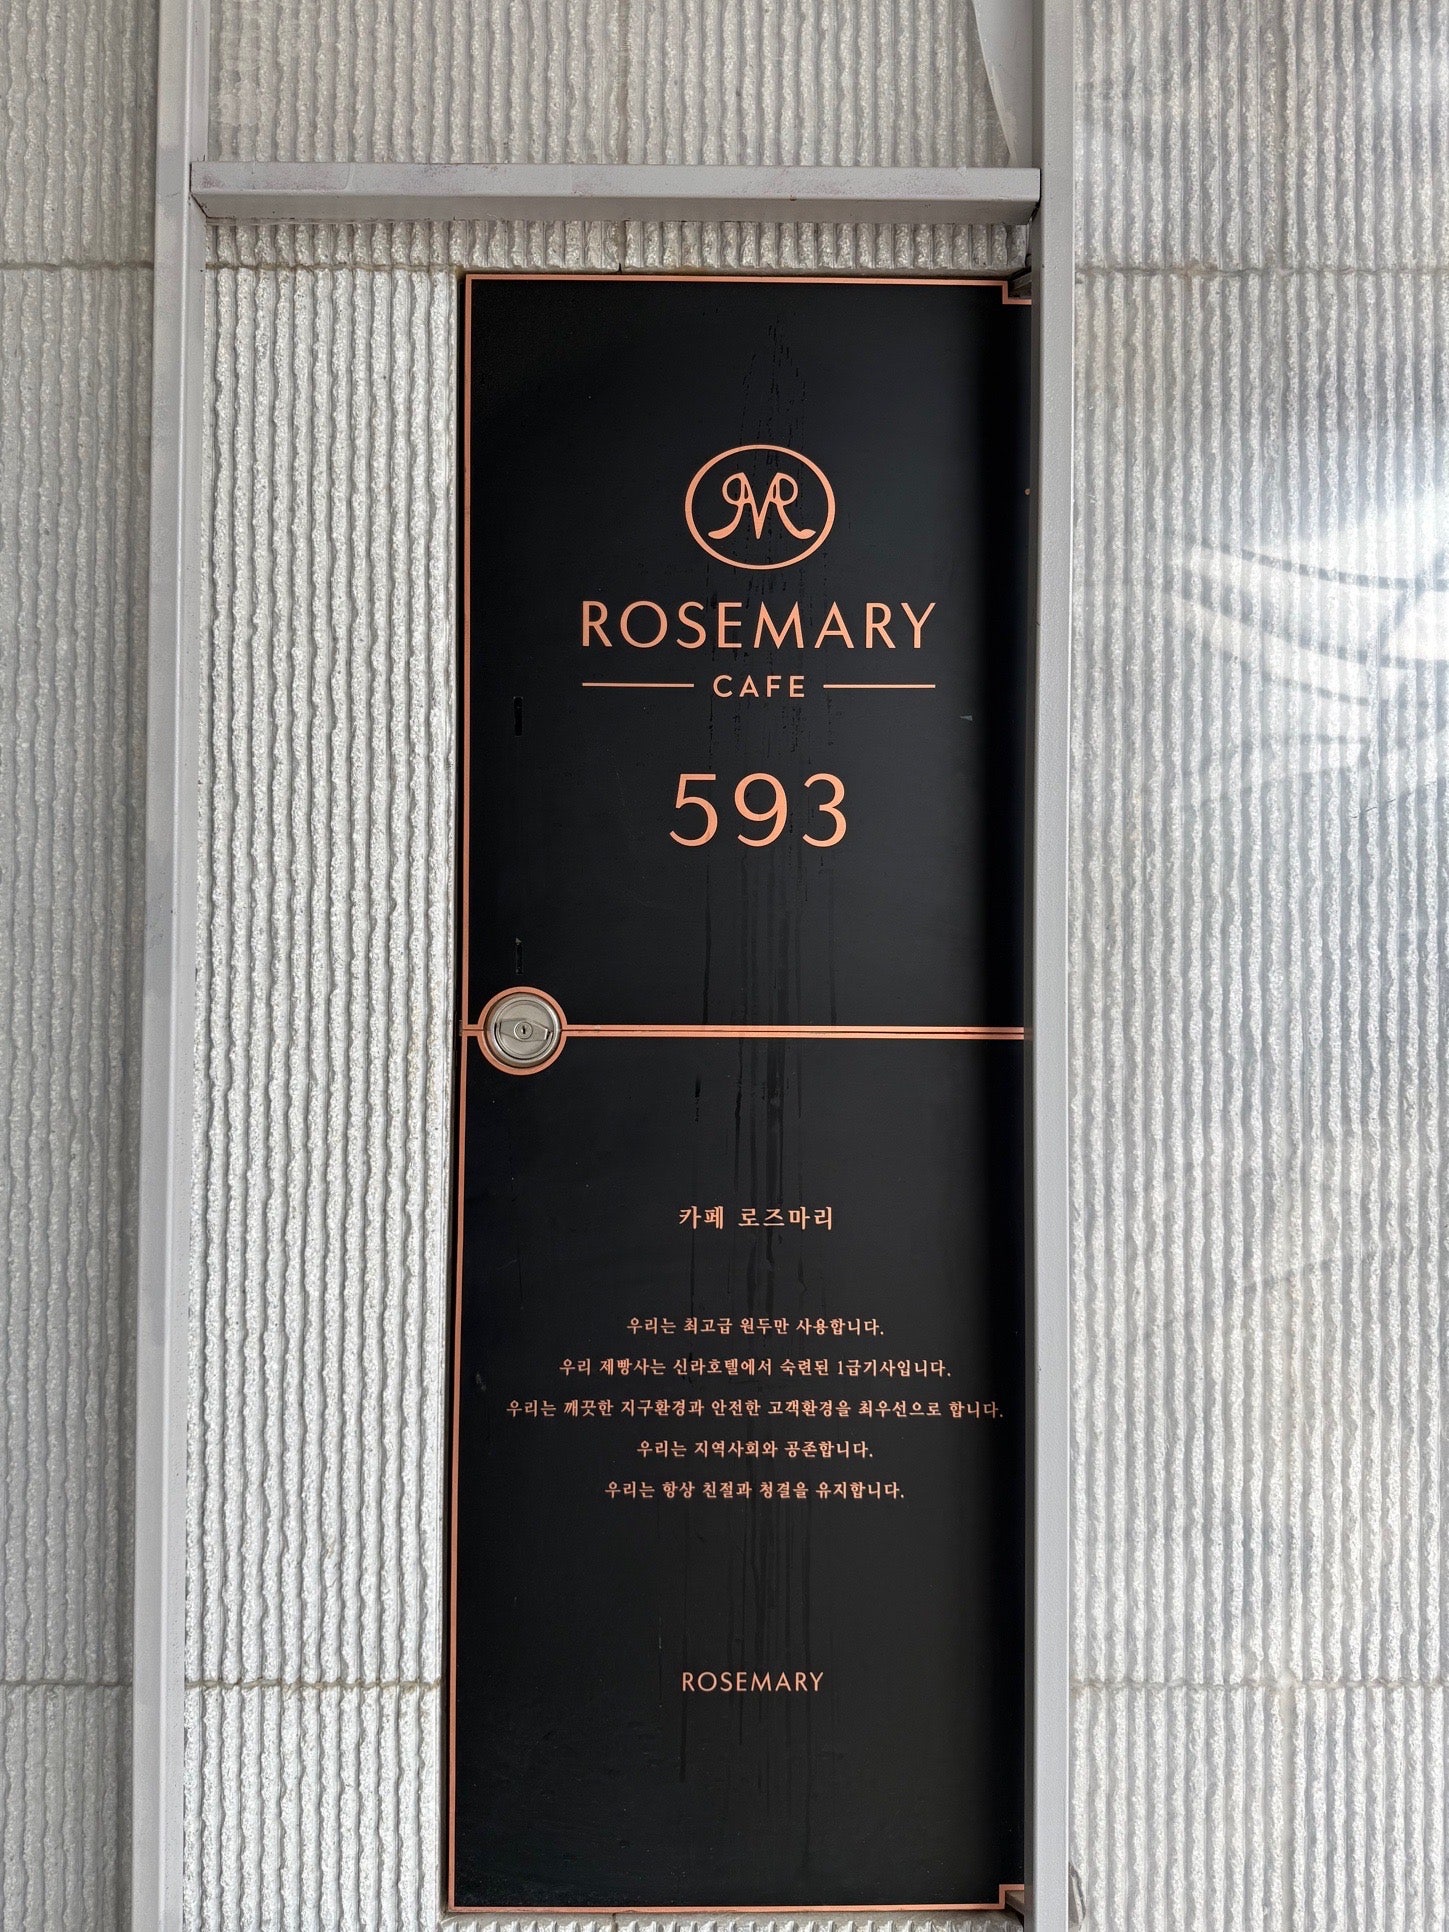 ROSEMARY
CAFE
593
카페 로즈마리
우리는 최고급 원두만 사용합니다.
우리 제빵사는 신라호텔에서 숙련된 1급기사입니다.
우리는 깨끗한 지구환경과 안전한 고객환경을 최우선으로 합니다.
우리는 지역사회와 공존합니다.
우리는 항상 친절과 청결을 유지합니다.
ROSEMARY